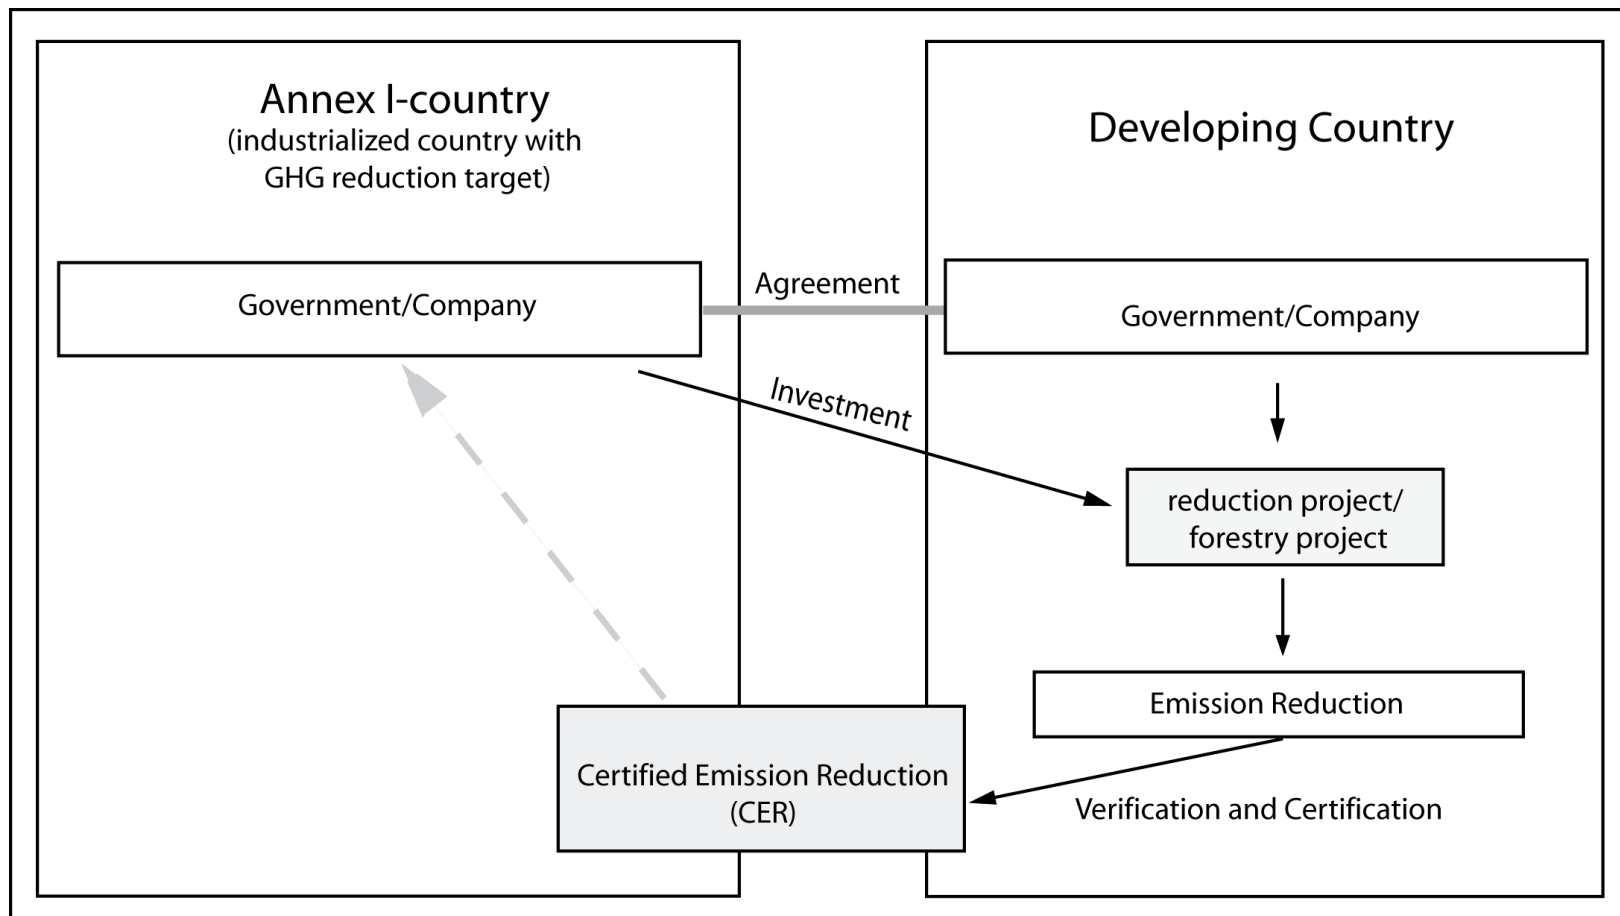 Annex I-country
(industrialized country with
GHG reduction target)
Developing Country
Government/Company
Agreement
Government/Company
Investment
reduction project/
forestry project
Emission Reduction
Certified Emission Reduction
(CER)
Verification and Certification